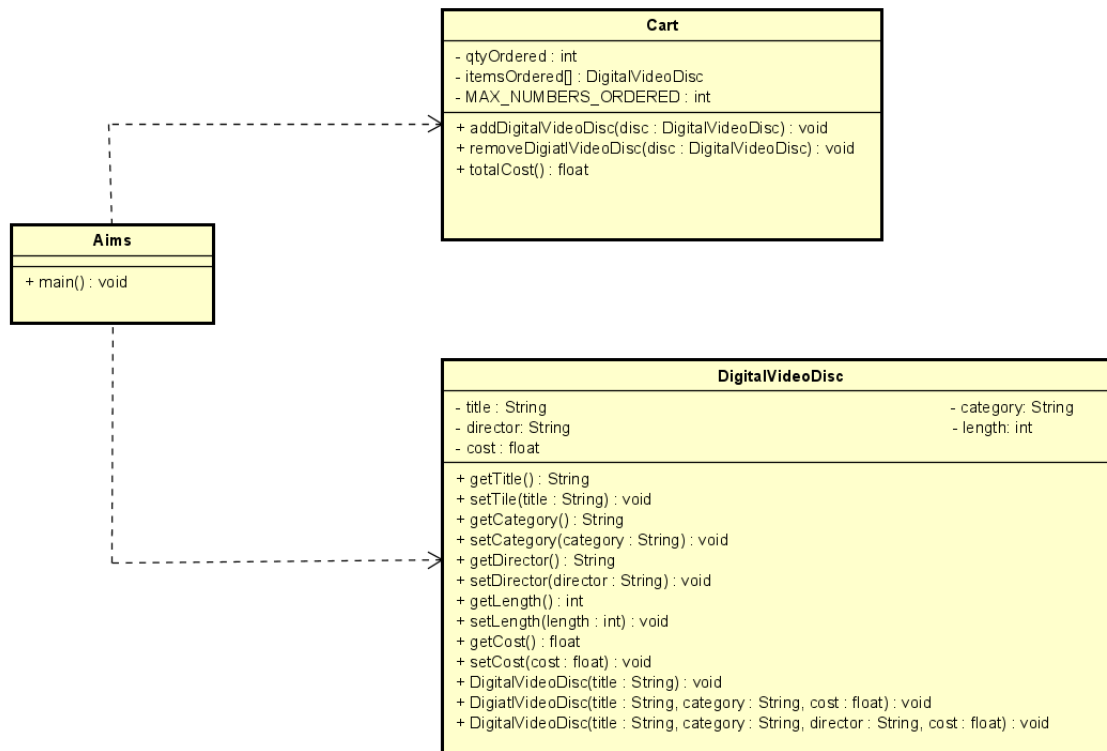 Cart
- qtyOrdered : int
- itemsOrdered[] : DigitalVideoDisc
- MAX_NUMBERS_ORDERED : int
+ addDigitalVideoDisc(disc : DigitalVideoDisc) : void
+ removeDigiatlVideoDisc(disc : DigitalVideoDisc) : void
+ totalCost() : float
Aims
+ main() : void
DigitalVideoDisc
- title : String - category: String
- director: String - length: int
- cost : float
+ getTitle() : String
+ setTile(title : String) : void
+ getCategory() : String
+ setCategory(category : String) : void
+ getDirector() : String
+ setDirector(director : String) : void
+ getLength() : int
+ setLength(length : int) : void
+ getCost() : float
+ setCost(cost : float) : void
+ DigitalVideoDisc(title : String) : void
+ DigiatlVideoDisc(title : String, category : String, cost : float) : void
+ DigitalVideoDisc(title : String, category : String, director : String, cost : float) : void